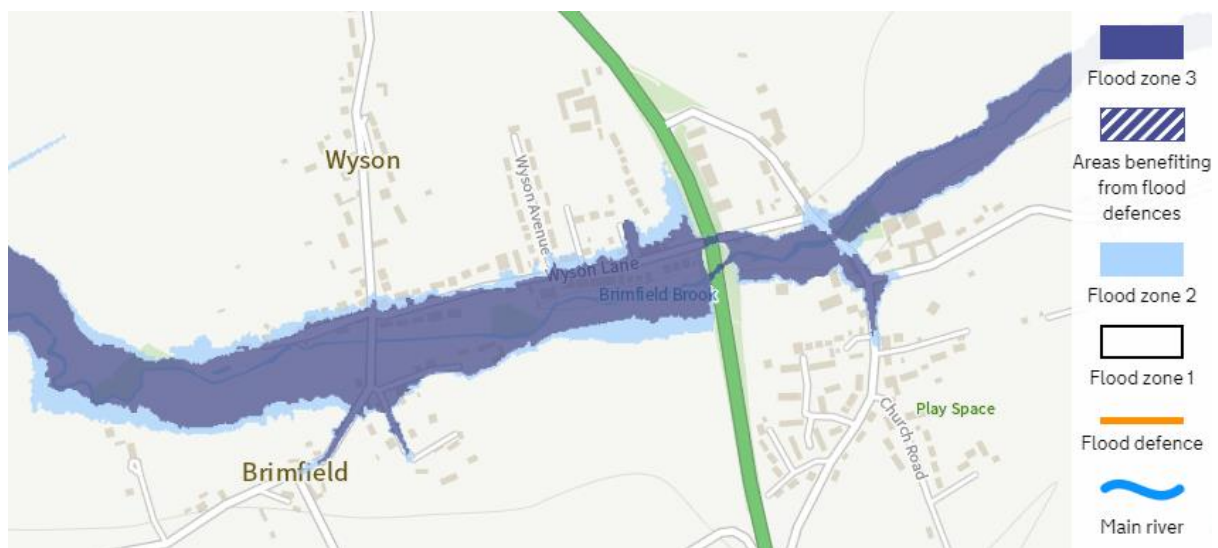 Wyson
Wyson Avenue
Wyson Lane
Brimfield Brook
Brimfield
Play Space
Church Road
Flood zone 3
Areas benefiting
from flood
defences
Flood zone 2
Flood zone 1
Flood defence
Main river